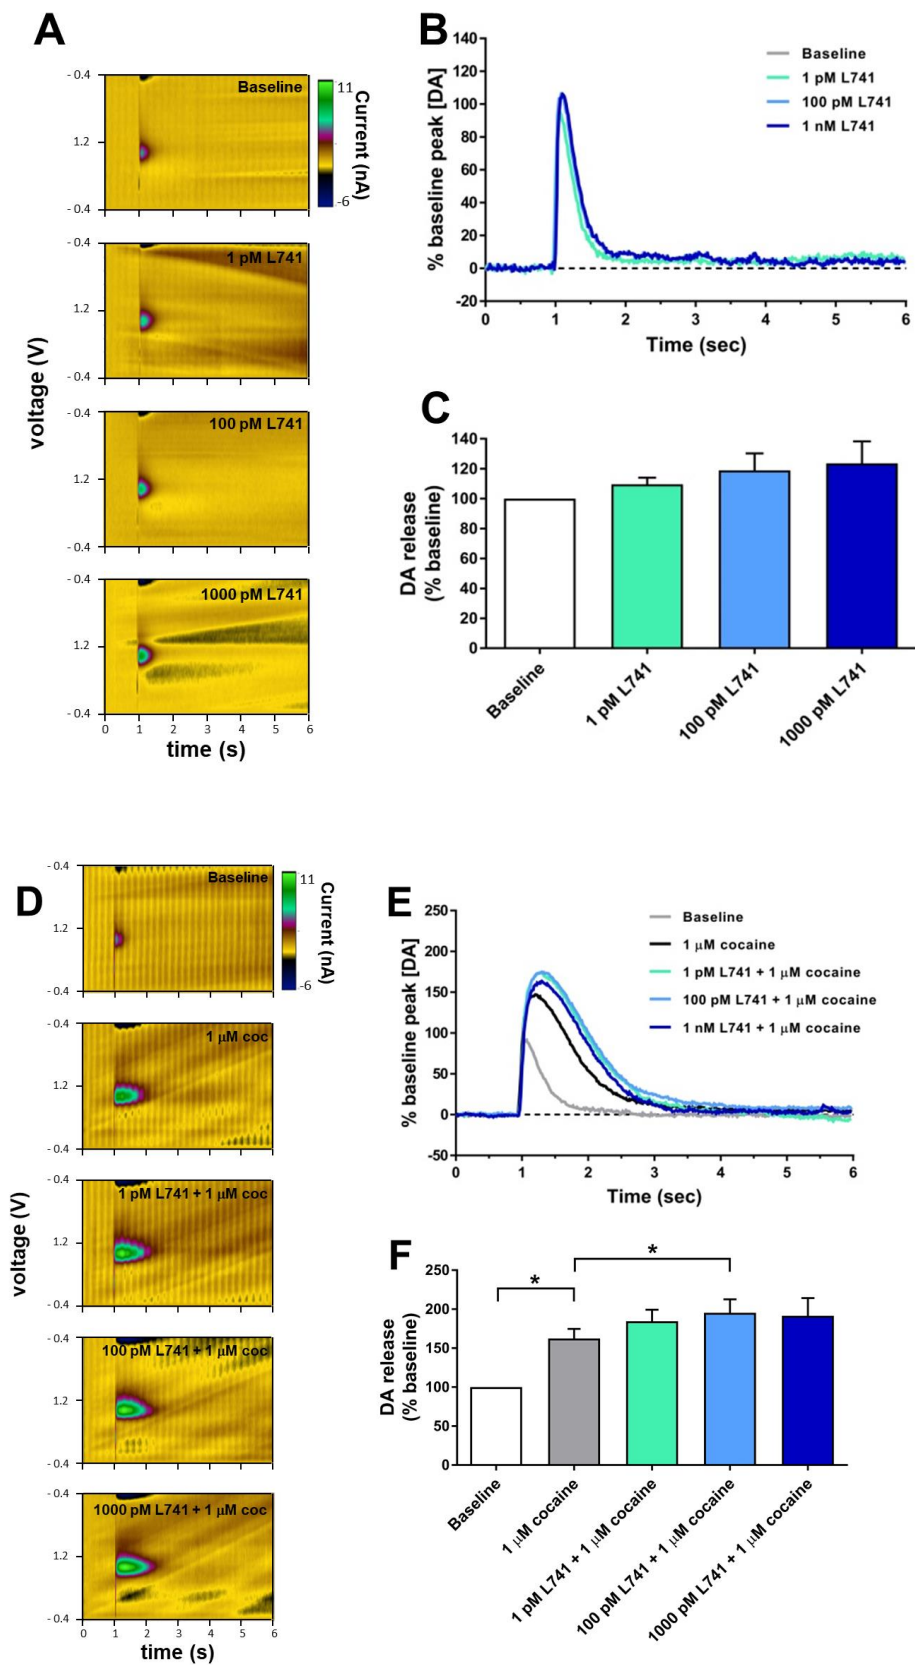 A
- 0.4
Baseline
11
Current (nA)
1.2
-6
- 0.4
- 0.4
1 pM L741
1.2
- 0.4
voltage (V)
- 0.4
100 pM L741
1.2
- 0.4
- 0.4
1000 pM L741
1.2
- 0.4
0 1 2 3 4 5 6
time (s)
B
% baseline peak [DA]
140
120
100
80
60
40
20
0
-20
0 1 2 3 4 5 6
Time (sec)
Baseline
1 pM L741
100 pM L741
1 nM L741
C
DA release
(% baseline)
140
120
100
80
60
40
20
0
Baseline
1 pM L741
100 pM L741
1000 pM L741
D
- 0.4
Baseline
11
Current (nA)
1.2
-6
- 0.4
- 0.4
1 μM coc
1.2
- 0.4
voltage (V)
- 0.4
1 pM L741 + 1 μM coc
1.2
- 0.4
- 0.4
100 pM L741 + 1 μM coc
1.2
- 0.4
- 0.4
1000 pM L741 + 1 μM coc
1.2
- 0.4
0 1 2 3 4 5 6
time (s)
E
% baseline peak [DA]
250
200
150
100
50
0
-50
0 1 2 3 4 5 6
Time (sec)
Baseline
1 μM cocaine
1 pM L741 + 1 μM cocaine
100 pM L741 + 1 μM cocaine
1 nM L741 + 1 μM cocaine
F
DA release
(% baseline)
250
200
150
100
50
0
*
*
Baseline
1 μM cocaine
1 pM L741 + 1 μM cocaine
100 pM L741 + 1 μM cocaine
1000 pM L741 + 1 μM cocaine